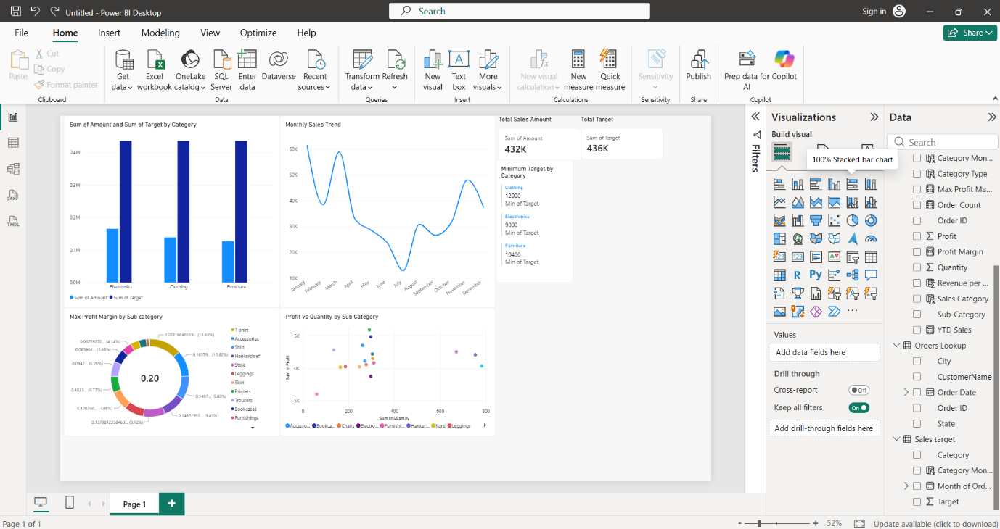 Untitled - Power BI Desktop
Search
Sign in
File Home Insert Modeling View Optimize Help
Share
Paste
Cut
Copy
Format painter
Clipboard
Get data
Excel workbook
OneLake catalog
SQL Server
Enter data
Dataverse
Recent sources
Data
Transform data
Refresh
Queries
New visual
Text box
More visuals
Insert
New visual calculation
New measure
Quick measure
Calculations
Sensitivity
Sensitivity
Publish
Share
Prep data for AI
Copilot
Copilot
DAX
TMDL
Sum of Amount and Sum of Target by Category
0.4M
0.3M
0.2M
0.1M
0.0M
Electronics Clothing Furniture
Sum of Amount Sum of Target
Monthly Sales Trend
60K
50K
40K
30K
20K
10K
January February March April May June July August September October November December
Total Sales Amount
Sum of Amount
432K
Total Target
Sum of Target
436K
Minimum Target by Category
Clothing
12000
Min of Target
Electronics
9000
Min of Target
Furniture
10400
Min of Target
Max Profit Margin by Sub category
0.20319696559... (13.43%)
0.16379... (10.82%)
0.1497... (9.89%)
0.14361993... (9.49%)
0.1379812358460... (9.12%)
0.120760... (7.98%)
0.1023... (6.77%)
0.0947... (6.26%)
0.085964... (5.68%)
0.06259270... (4.14%)
0.20
T-shirt
Accessories
Shirt
Hankerchief
Stole
Leggings
Skirt
Printers
Trousers
Bookcases
Furnishings
Profit vs Quantity by Sub Category
Sum of Profit
5K
0K
-5K
0 200 400 600 800
Sum of Quantity
Accesso... Bookca... Chairs Electro... Furnishi... Hanker... Kurti Leggings
Filters
Visualizations
Build visual
100% Stacked bar chart
R Py
123 123
...
Values
Add data fields here
Drill through
Cross-report Off
Keep all filters On
Add drill-through fields here
Data
Search
Category Mon...
Category Type
Max Profit Ma...
Order Count
Order ID
Profit
Profit Margin
Quantity
Revenue per ...
Sales Category
Sub-Category
YTD Sales
Orders Lookup
City
CustomerName
Order Date
Order ID
State
Sales target
Category
Category Mon...
Month of Ord...
Target
Page 1
+
Page 1 of 1
- + 52%
Update available (click to download)